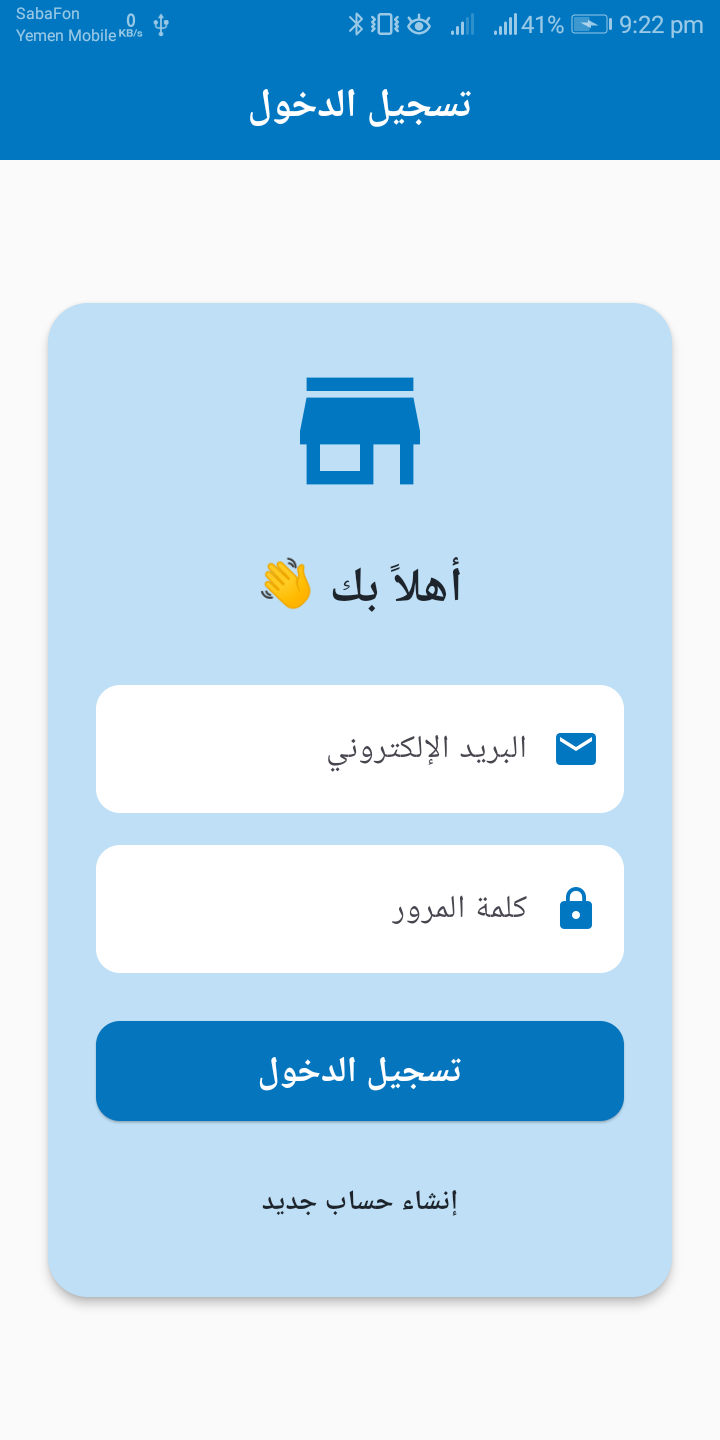 SabaFon
Yemen Mobile 0 KB/s 41% 9:22 pm
تسجيل الدخول
أهلاً بك 👋
البريد الإلكتروني
كلمة المرور
تسجيل الدخول
إنشاء حساب جديد